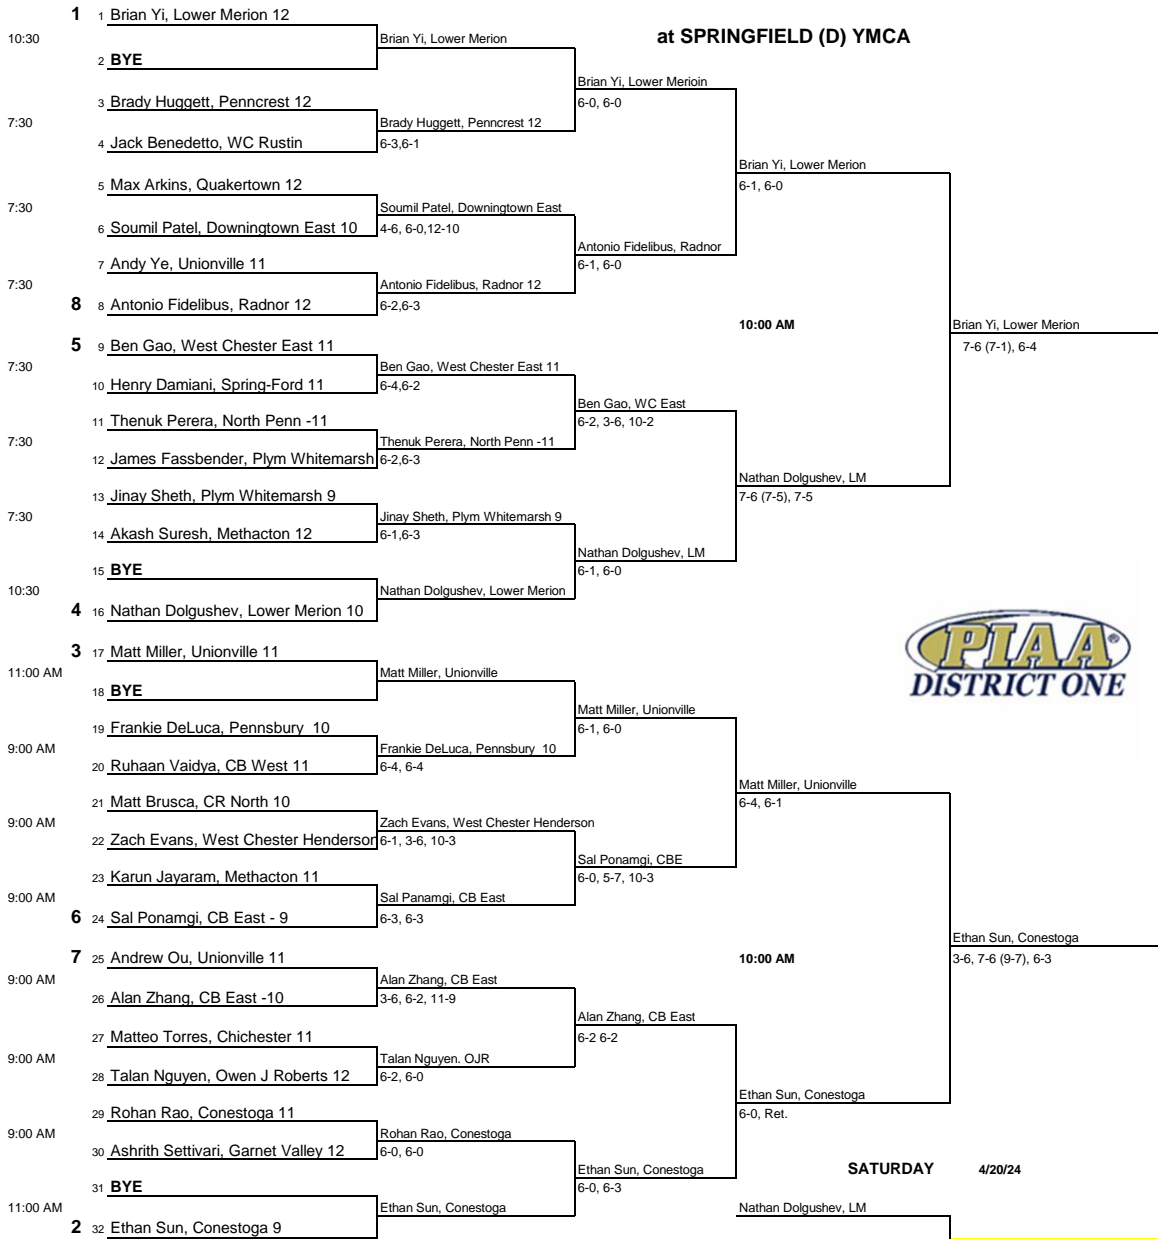 1 1 Brian Yi, Lower Merion 12
10:30 Brian Yi, Lower Merion at SPRINGFIELD (D) YMCA
2 BYE
Brian Yi, Lower Merioin
3 Brady Huggett, Penncrest 12 6-0, 6-0
7:30 Brady Huggett, Penncrest 12
4 Jack Benedetto, WC Rustin 6-3,6-1
Brian Yi, Lower Merion
5 Max Arkins, Quakertown 12 6-1, 6-0
7:30 Soumil Patel, Downingtown East
6 Soumil Patel, Downingtown East 10 4-6, 6-0,12-10
Antonio Fidelibus, Radnor
7 Andy Ye, Unionville 11 6-1, 6-0
7:30 Antonio Fidelibus, Radnor 12
8 8 Antonio Fidelibus, Radnor 12 6-2,6-3
10:00 AM Brian Yi, Lower Merion
5 9 Ben Gao, West Chester East 11 7-6 (7-1), 6-4
7:30 Ben Gao, West Chester East 11
10 Henry Damiani, Spring-Ford 11 6-4,6-2
Ben Gao, WC East
11 Thenuk Perera, North Penn -11 6-2, 3-6, 10-2
7:30 Thenuk Perera, North Penn -11
12 James Fassbender, Plym Whitemarsh 6-2,6-3
Nathan Dolgushev, LM
13 Jinay Sheth, Plym Whitemarsh 9 7-6 (7-5), 7-5
7:30 Jinay Sheth, Plym Whitemarsh 9
14 Akash Suresh, Methacton 12 6-1,6-3
Nathan Dolgushev, LM
15 BYE 6-1, 6-0
10:30 Nathan Dolgushev, Lower Merion
4 16 Nathan Dolgushev, Lower Merion 10
PIAA®
DISTRICT ONE
3 17 Matt Miller, Unionville 11
11:00 AM Matt Miller, Unionville
18 BYE
Matt Miller, Unionville
19 Frankie DeLuca, Pennsbury 10 6-1, 6-0
9:00 AM Frankie DeLuca, Pennsbury 10
20 Ruhaan Vaidya, CB West 11 6-4, 6-4
Matt Miller, Unionville
21 Matt Brusca, CR North 10 6-4, 6-1
9:00 AM Zach Evans, West Chester Henderson
22 Zach Evans, West Chester Henderson 6-1, 3-6, 10-3
Sal Ponamgi, CBE
23 Karun Jayaram, Methacton 11 6-0, 5-7, 10-3
9:00 AM Sal Panamgi, CB East
6 24 Sal Ponamgi, CB East - 9 6-3, 6-3
Ethan Sun, Conestoga
7 25 Andrew Ou, Unionville 11 10:00 AM 3-6, 7-6 (9-7), 6-3
9:00 AM Alan Zhang, CB East
26 Alan Zhang, CB East -10 3-6, 6-2, 11-9
Alan Zhang, CB East
27 Matteo Torres, Chichester 11 6-2 6-2
9:00 AM Talan Nguyen. OJR
28 Talan Nguyen, Owen J Roberts 12 6-2, 6-0
Ethan Sun, Conestoga
29 Rohan Rao, Conestoga 11 6-0, Ret.
9:00 AM Rohan Rao, Conestoga
30 Ashrith Settivari, Garnet Valley 12 6-0, 6-0
Ethan Sun, Conestoga SATURDAY 4/20/24
31 BYE 6-0, 6-3
11:00 AM Ethan Sun, Conestoga Nathan Dolgushev, LM
2 32 Ethan Sun, Conestoga 9